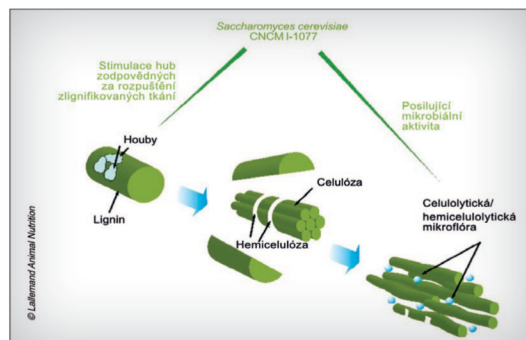 Saccharomyces cerevisiae
CNCM I-1077
Stimulace hub
zodpovědných
za rozpuštění
zlignifikovaných tkání
Posilující
mikrobiální
aktivita
Houby
Lignin
Celulóza
Hemicelulóza
Celulolytická/
hemicelulolytická
mikroflóra
© Lallemand Animal Nutrition